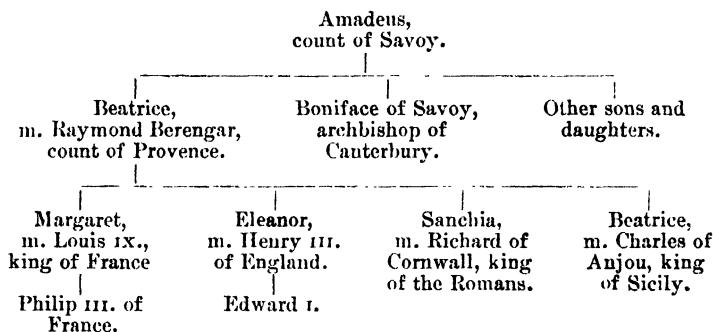 Amadeus,
count of Savoy.
Beatrice,
m. Raymond Berengar,
count of Provence.
Boniface of Savoy,
archbishop of
Canterbury.
Other sons and
daughters.
Margaret,
m. Louis IX.,
king of France
Eleanor,
m. Henry III.
of England.
Sanchia,
m. Richard of
Cornwall, king
of the Romans.
Beatrice,
m. Charles of
Anjou, king
of Sicily.
Philip III. of
France.
Edward I.